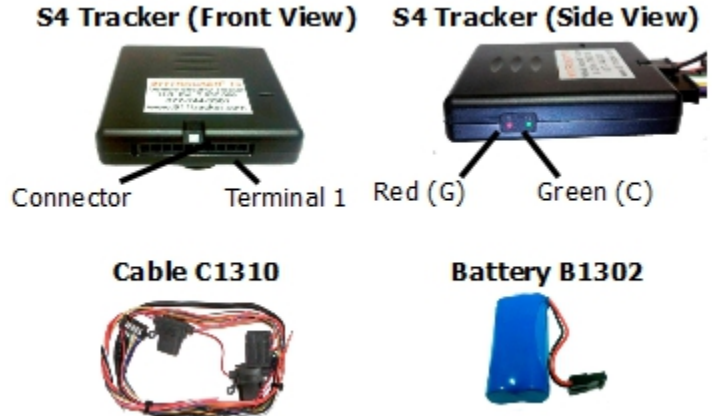 S4 Tracker (Front View)
S4 Tracker (Side View)
Connector
Terminal 1
Red (G)
Green (C)
Cable C1310
Battery B1302